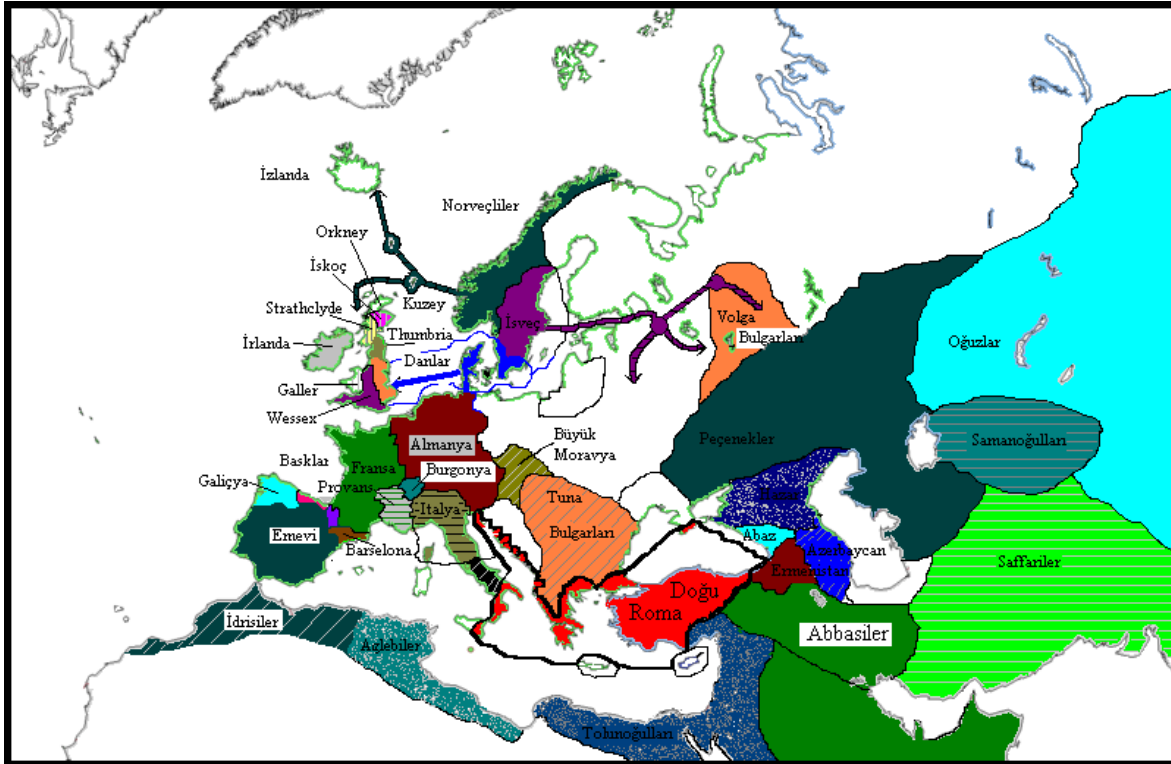 İzlanda
Norveçliler
Orkney
İskoç
Kuzey
Strathclyde
Thumbria
İrlanda
Danlar
İsveç
Volga
Bulgarları
Oğuzlar
Galler
Wessex
Almanya
Büyük
Moravya
Peçenekler
Samanoğulları
Basklar
Fransa
Burgonya
Galiçya
Provans
İtalya
Tuna
Bulgarları
Hazar
Emevi
Barselona
Abaz
Azerbaycan
Ermenistan
Saffariler
Doğu
Roma
İdrisiler
Ağlebiler
Abbasiler
Tolunoğulları